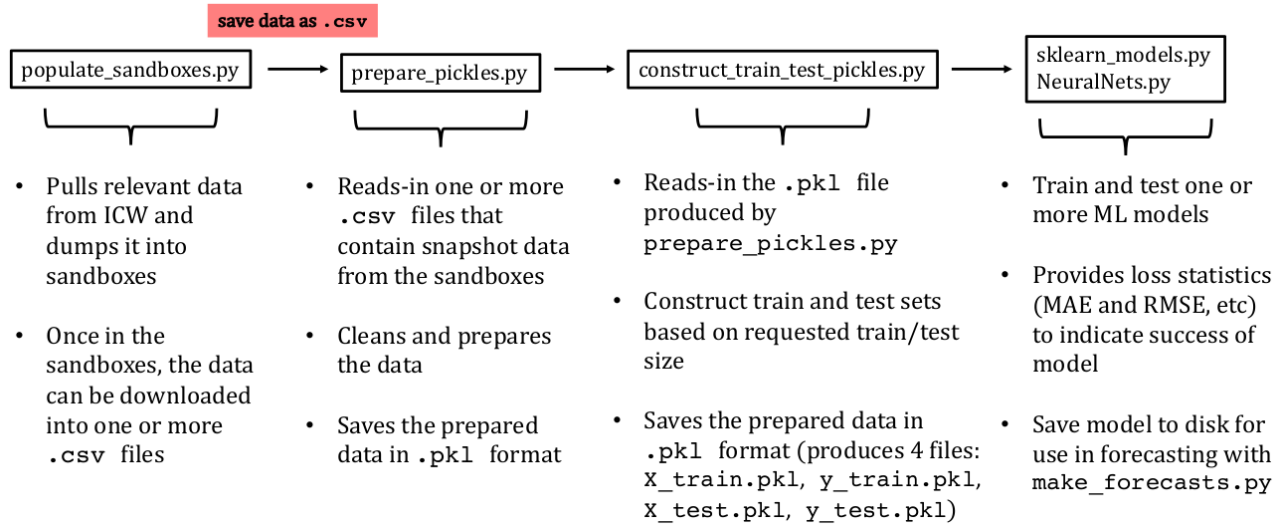 save data as .csv
populate_sandboxes.py
prepare_pickles.py
construct_train_test_pickles.py
sklearn_models.py
NeuralNets.py
• Pulls relevant data
from ICW and
dumps it into
sandboxes
• Once in the
sandboxes, the data
can be downloaded
into one or more
.csv files
• Reads-in one or more
.csv files that
contain snapshot data
from the sandboxes
• Cleans and prepares
the data
• Saves the prepared
data in .pkl format
• Reads-in the .pkl file
produced by
prepare_pickles.py
• Construct train and test sets
based on requested train/test
size
• Saves the prepared data in
.pkl format (produces 4 files:
X_train.pkl, y_train.pkl,
X_test.pkl, y_test.pkl)
• Train and test one or
more ML models
• Provides loss statistics
(MAE and RMSE, etc)
to indicate success of
model
• Save model to disk for
use in forecasting with
make_forecasts.py